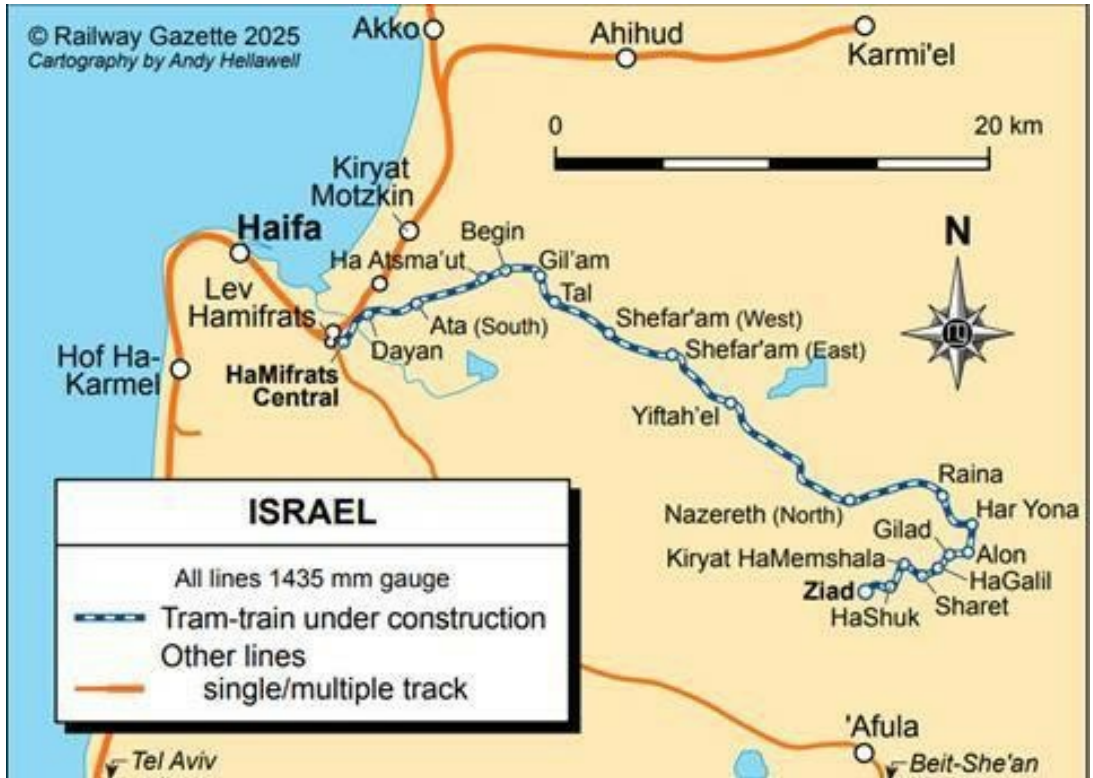 © Railway Gazette 2025
Cartography by Andy Hellawell
Akko
Ahihud
Karmi'el
0
20 km
Kiryat
Motzkin
N
Haifa
Begin
Ha Atsma'ut
Gil'am
Lev
Hamifrats
Tal
Ata (South)
Shefar'am (West)
Dayan
Shefar'am (East)
Hof Ha-
Karmel
HaMifrats
Central
Yiftah'el
Raina
Nazereth (North)
Har Yona
Gilad
Kiryat HaMemshala
Alon
HaGalil
Ziad
Sharet
HaShuk
ISRAEL
All lines 1435 mm gauge
Tram-train under construction
Other lines
single/multiple track
'Afula
Tel Aviv
Beit-She'an